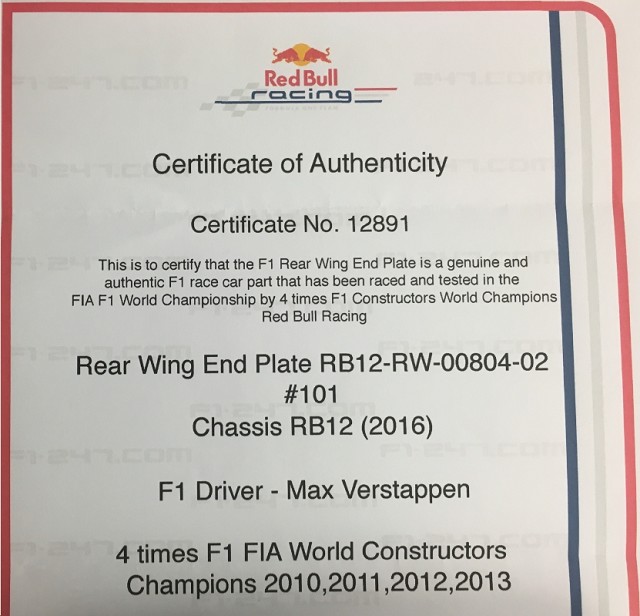 Red Bull
racing
Certificate of Authenticity
Certificate No. 12891
This is to certify that the F1 Rear Wing End Plate is a genuine and
authentic F1 race car part that has been raced and tested in the
FIA F1 World Championship by 4 times F1 Constructors World Champions
Red Bull Racing
Rear Wing End Plate RB12-RW-00804-02
#101
Chassis RB12 (2016)
F1 Driver - Max Verstappen
4 times F1 FIA World Constructors
Champions 2010,2011,2012,2013
F1-247.COM